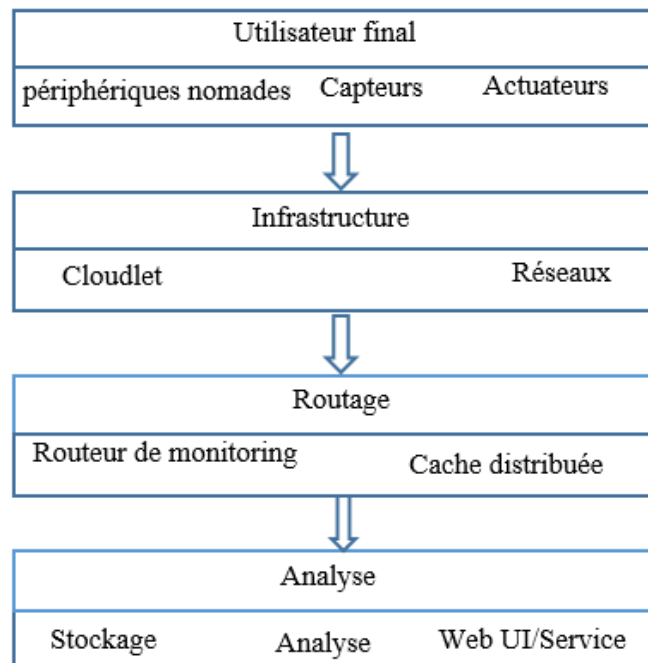 Utilisateur final
périphériques nomades Capteurs Actuateurs
Infrastructure
Cloudlet Réseaux
Routage
Routeur de monitoring Cache distribuée
Analyse
Stockage Analyse Web UI/Service